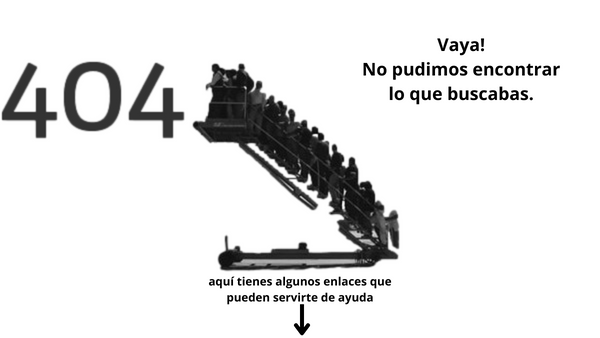 404
Vaya!
No pudimos encontrar
lo que buscabas.
aquí tienes algunos enlaces que
pueden servirte de ayuda